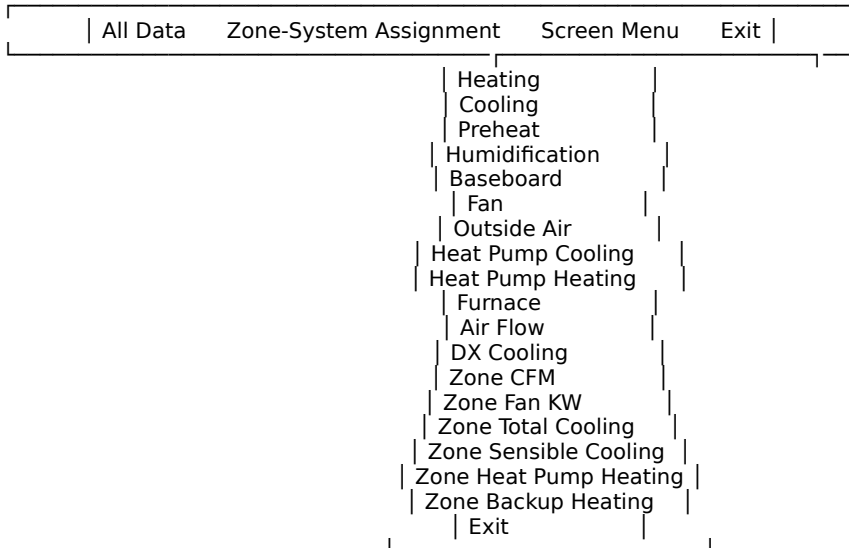 All Data Zone-System Assignment Screen Menu Exit
Heating
Cooling
Preheat
Humidification
Baseboard
Fan
Outside Air
Heat Pump Cooling
Heat Pump Heating
Furnace
Air Flow
DX Cooling
Zone CFM
Zone Fan KW
Zone Total Cooling
Zone Sensible Cooling
Zone Heat Pump Heating
Zone Backup Heating
Exit